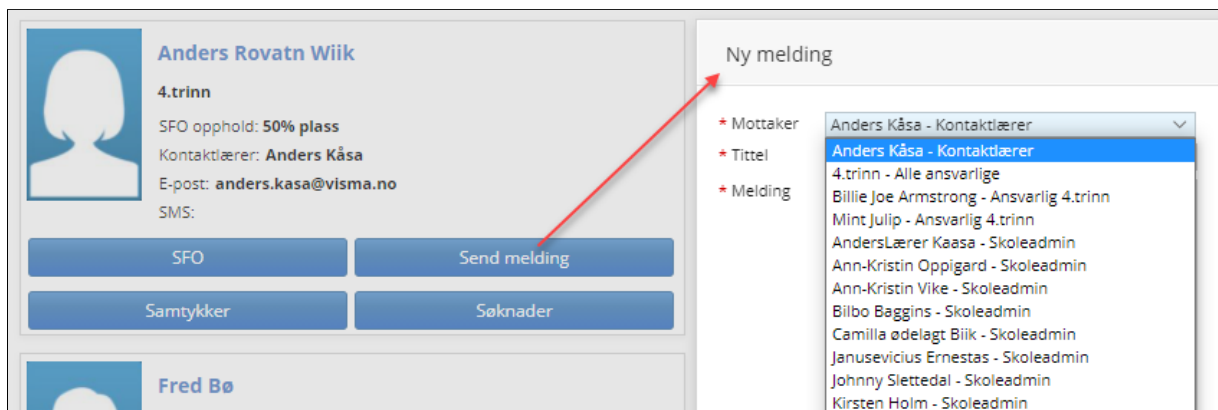 Anders Rovatn Wiik
4.trinn
SFO opphold: 50% plass
Kontaktlærer: Anders Kåsa
E-post: anders.kasa@visma.no
SMS:
SFO
Send melding
Samtykker
Søknader
Fred Bø
Ny melding
* Mottaker
Anders Kåsa - Kontaktlærer
* Tittel
* Melding
Anders Kåsa - Kontaktlærer
4.trinn - Alle ansvarlige
Billie Joe Armstrong - Ansvarlig 4.trinn
Mint Julip - Ansvarlig 4.trinn
AndersLærer Kaasa - Skoleadmin
Ann-Kristin Oppigard - Skoleadmin
Ann-Kristin Vike - Skoleadmin
Bilbo Baggins - Skoleadmin
Camilla ødelagt Biik - Skoleadmin
Janusevicius Ernestas - Skoleadmin
Johnny Slettedal - Skoleadmin
Kirsten Holm - Skoleadmin